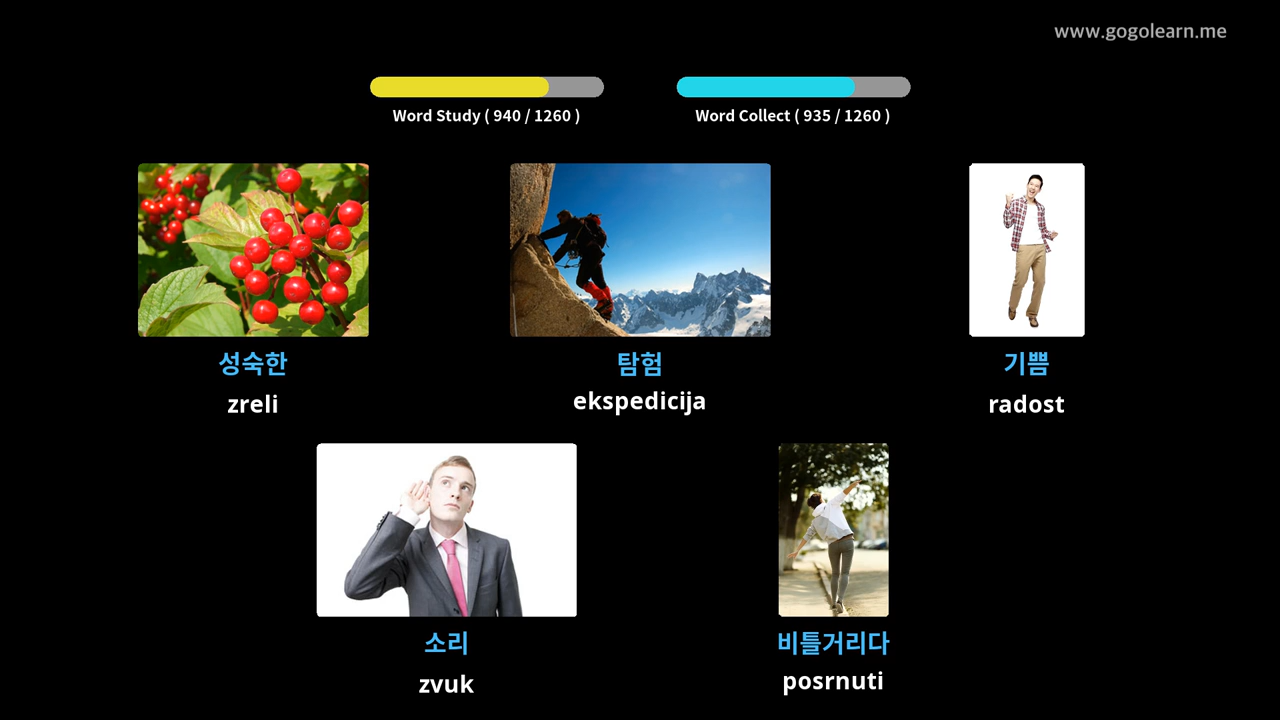 www.gogolearn.me
Word Study ( 940 / 1260 )
Word Collect ( 935 / 1260 )
성숙한
zreli
탐험
ekspedicija
기쁨
radost
소리
zvuk
비틀거리다
posrnuti